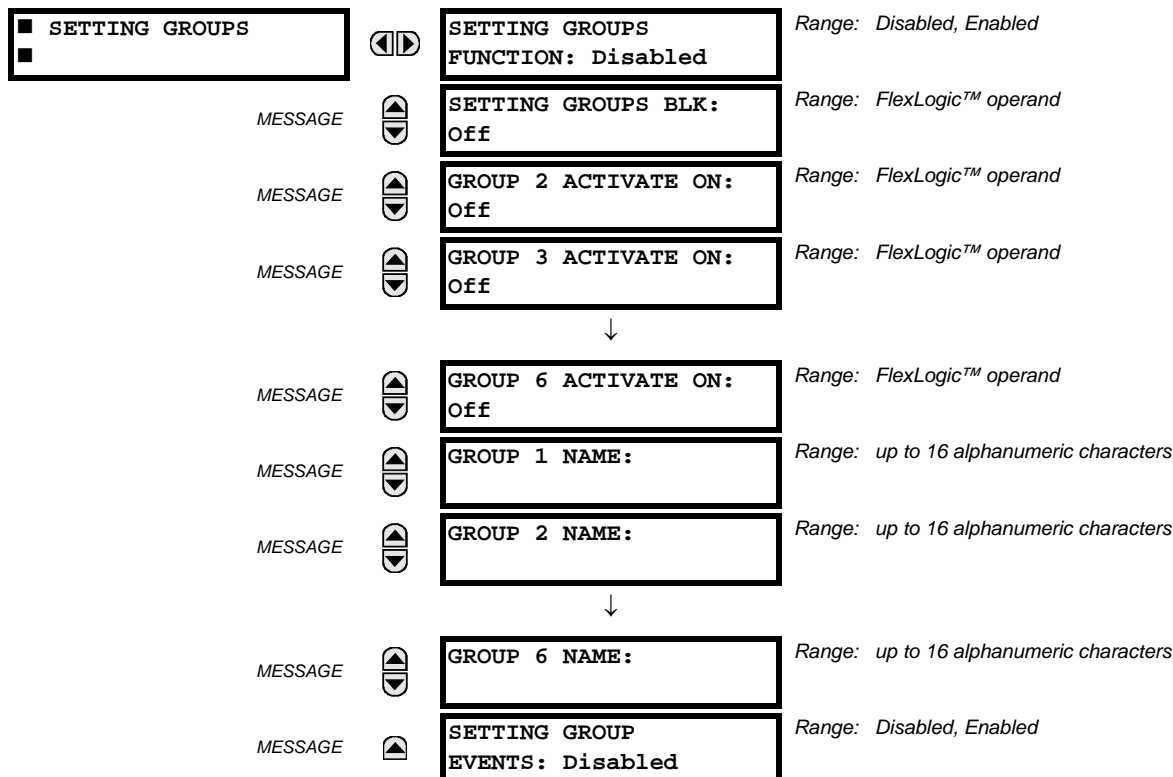 ■ SETTING GROUPS
■
SETTING GROUPS
FUNCTION: Disabled
Range: Disabled, Enabled
MESSAGE
SETTING GROUPS BLK:
Off
Range: FlexLogic™ operand
MESSAGE
GROUP 2 ACTIVATE ON:
Off
Range: FlexLogic™ operand
MESSAGE
GROUP 3 ACTIVATE ON:
Off
Range: FlexLogic™ operand
↓
MESSAGE
GROUP 6 ACTIVATE ON:
Off
Range: FlexLogic™ operand
MESSAGE
GROUP 1 NAME:
Range: up to 16 alphanumeric characters
MESSAGE
GROUP 2 NAME:
Range: up to 16 alphanumeric characters
↓
MESSAGE
GROUP 6 NAME:
Range: up to 16 alphanumeric characters
MESSAGE
SETTING GROUP
EVENTS: Disabled
Range: Disabled, Enabled